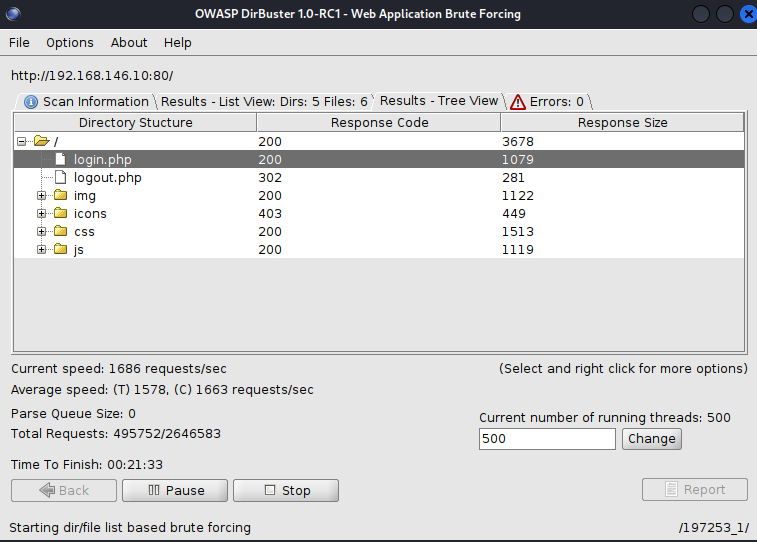 OWASP DirBuster 1.0-RC1 - Web Application Brute Forcing
File Options About Help
http://192.168.146.10:80/
Scan Information Results - List View: Dirs: 5 Files: 6 Results - Tree View Errors: 0
Directory Stucture Response Code Response Size
/ 200 3678
login.php 200 1079
logout.php 302 281
img 200 1122
icons 403 449
css 200 1513
js 200 1119
Current speed: 1686 requests/sec (Select and right click for more options)
Average speed: (T) 1578, (C) 1663 requests/sec
Parse Queue Size: 0 Current number of running threads: 500
Total Requests: 495752/2646583 500 Change
Time To Finish: 00:21:33
Back Pause Stop Report
Starting dir/file list based brute forcing /197253_1/